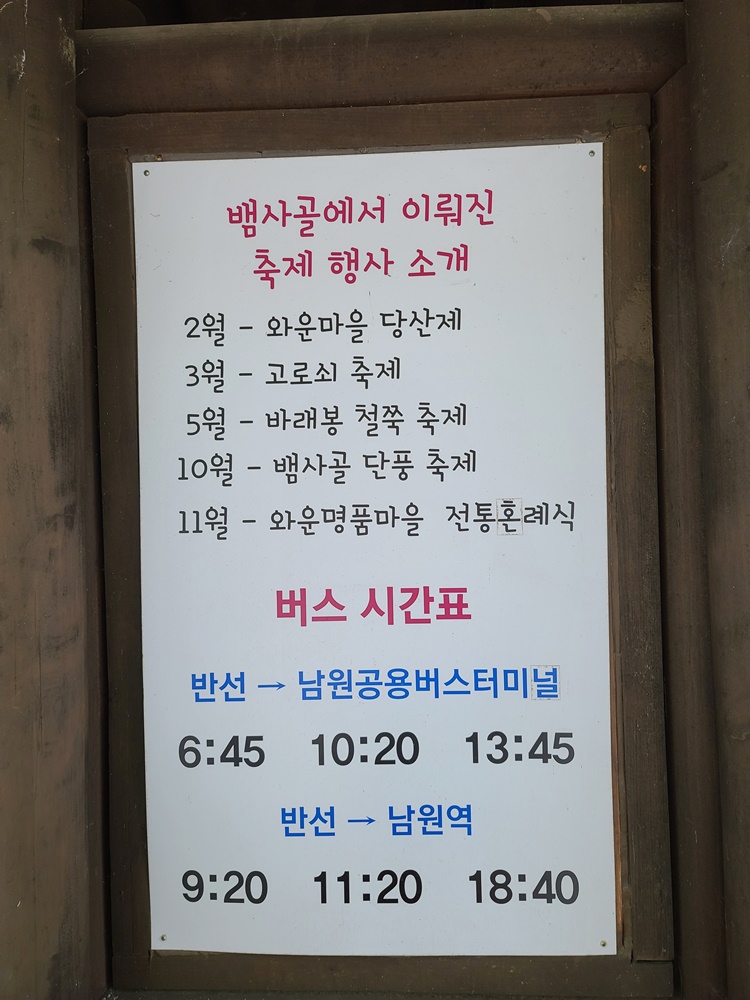 뱀사골에서 이뤄진
축제 행사 소개
2월 - 와운마을 당산제
3월 - 고로쇠 축제
5월 - 바래봉 철쭉 축제
10월 - 뱀사골 단풍 축제
11월 - 와운명품마을 전통혼례식
버스 시간표
반선 → 남원공용버스터미널
6:45 10:20 13:45
반선 → 남원역
9:20 11:20 18:40